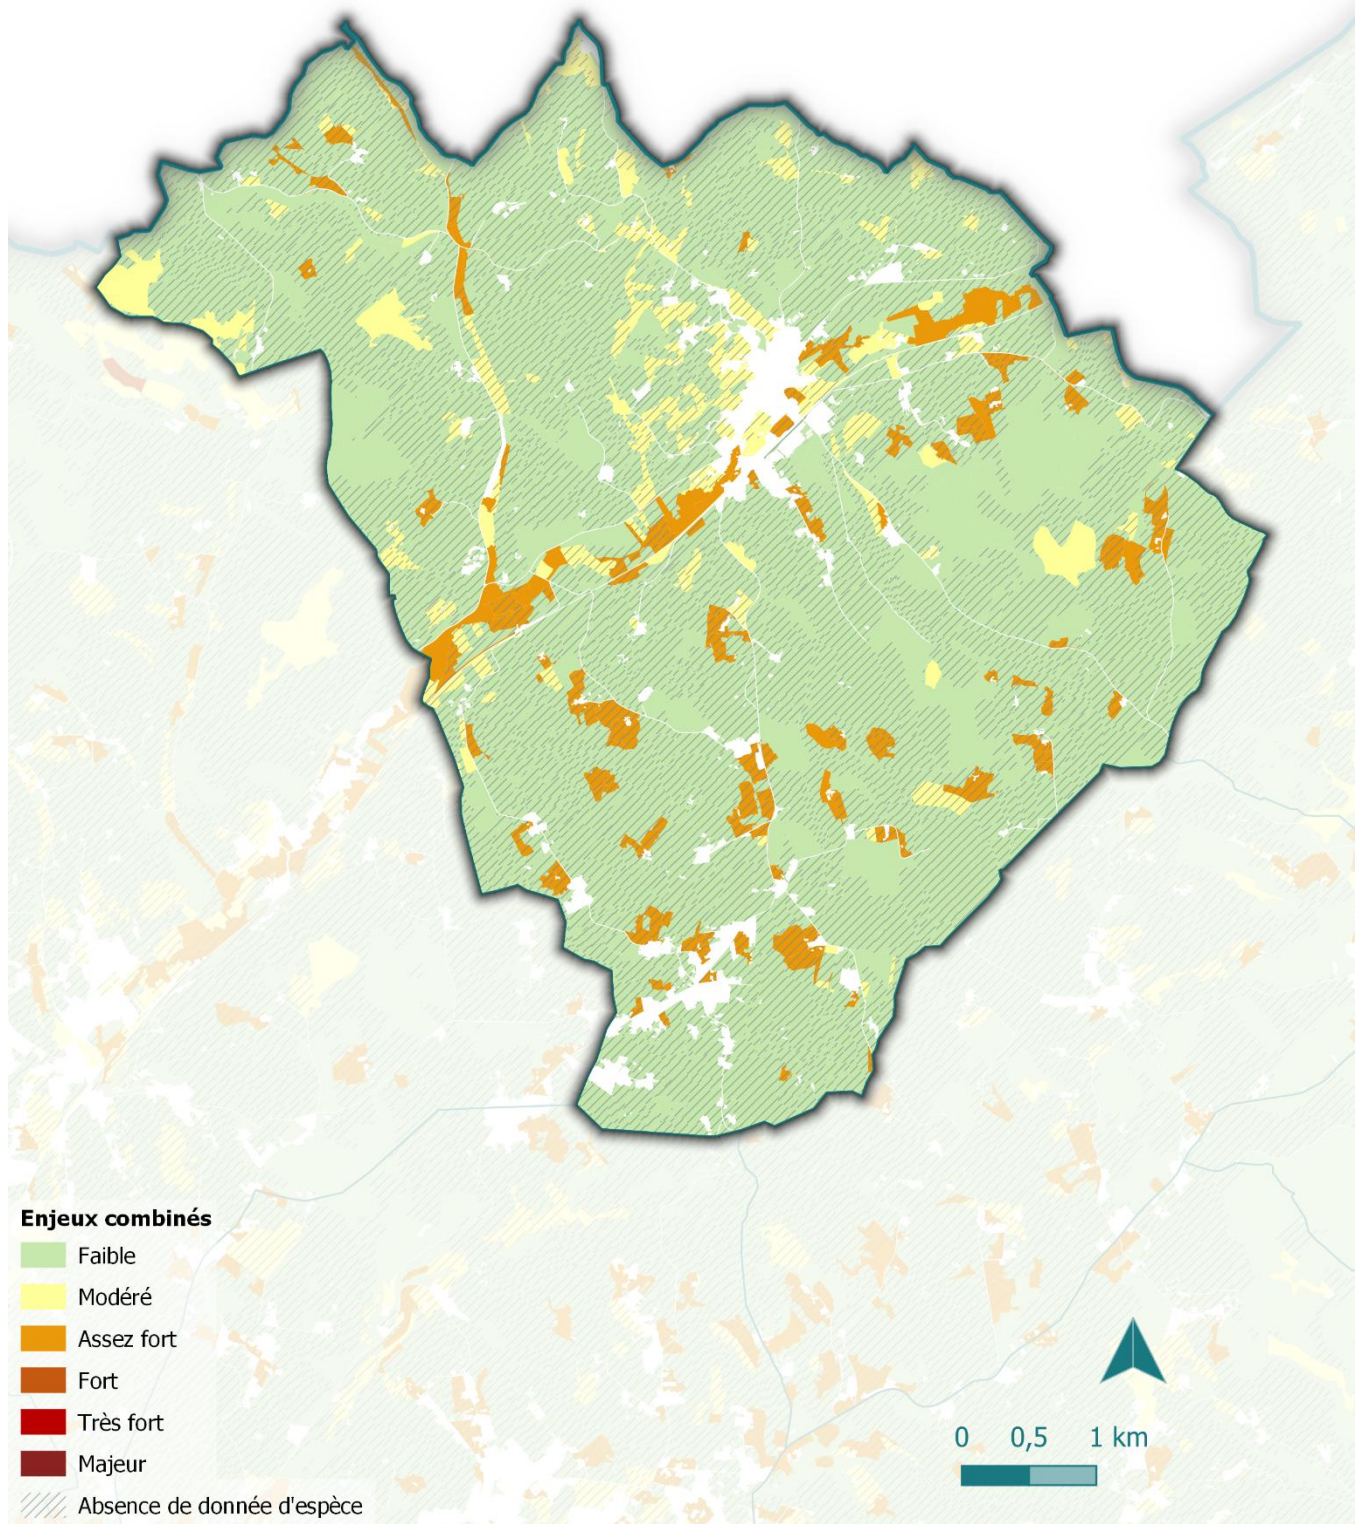 Enjeux combinés
Faible
Modéré
Assez fort
Fort
Très fort
Majeur
Absence de donnée d'espèce
0 0,5 1 km